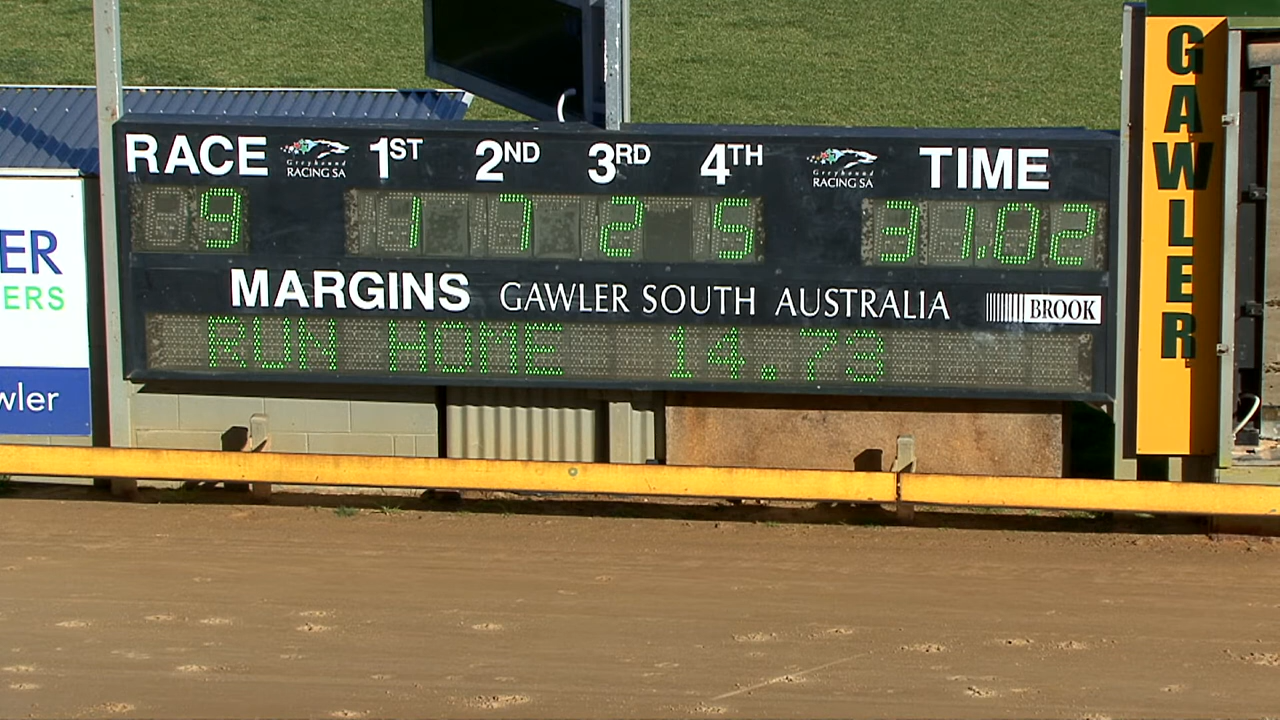 RACE
Greyhound
RACING SA
1ST 2ND 3RD 4TH
Greyhound
RACING SA
TIME
9 1 7 2 5 31.02
MARGINS GAWLER SOUTH AUSTRALIA BROOK
RUN HOME 14.73
GAWLER
ER
ERS
wler